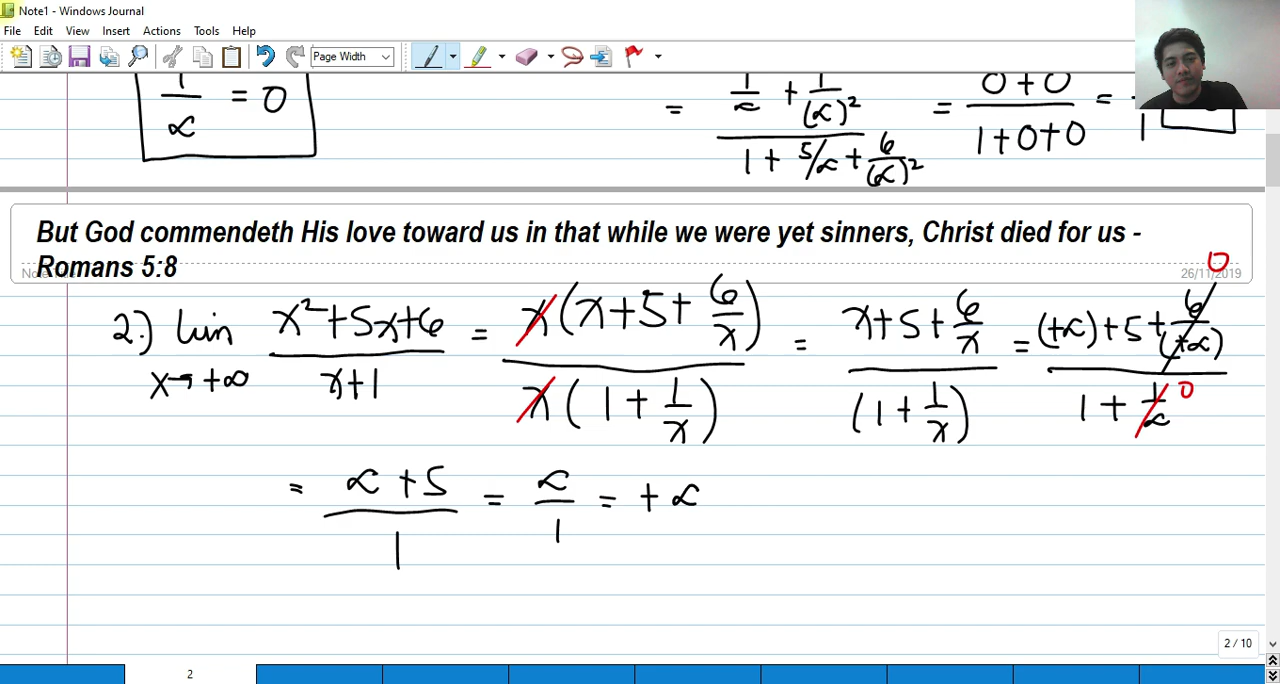 Note1 - Windows Journal
File Edit View Insert Actions Tools Help
Page Width
1/∝ = 0
= (1/∝ + 1/(∝)²)/(1 + 5/∝ + 6/(∝)²) = (0+0)/(1+0+0) =
But God commendeth His love toward us in that while we were yet sinners, Christ died for us -
Romans 5:8
26/11/2019
2.) lim x→+∞ (x²+5x+6)/(x+1) = x(x+5+6/x)/x(1+1/x) = (x+5+6/x)/(1+1/x) = ((+∝)+5+6/(+∝) 0)/(1+1/∝ 0)
= (∝+5)/1 = ∝/1 = +∝
2 / 10
2